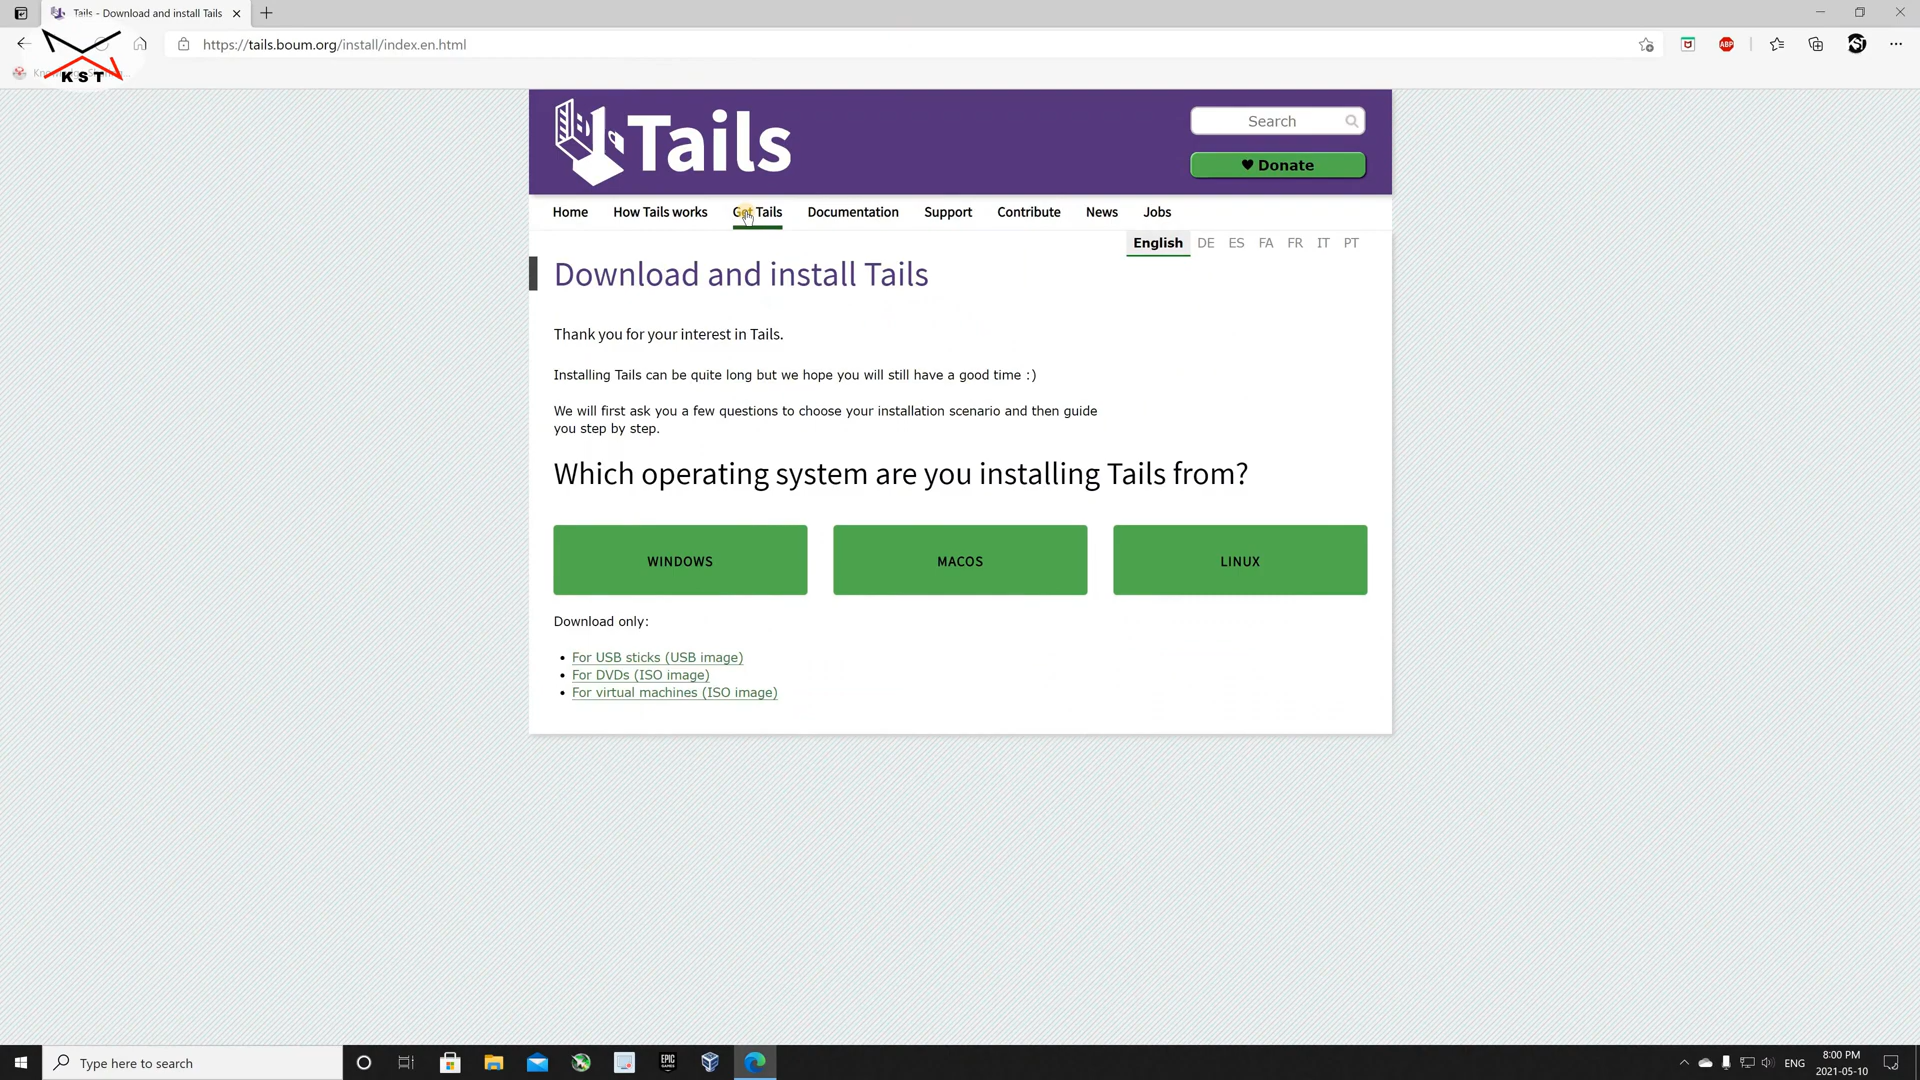 Tails - Download and install Tails
https://tails.boum.org/install/index.en.html
ABP
KST
Tails
Search
Donate
Home How Tails works Get Tails Documentation Support Contribute News Jobs
English DE ES FA FR IT PT
Download and install Tails
Thank you for your interest in Tails.
Installing Tails can be quite long but we hope you will still have a good time :)
We will first ask you a few questions to choose your installation scenario and then guide
you step by step.
Which operating system are you installing Tails from?
WINDOWS MACOS LINUX
Download only:
For USB sticks (USB image)
For DVDs (ISO image)
For virtual machines (ISO image)
Type here to search
EPIC GAMES
ENG
8:00 PM
2021-05-10